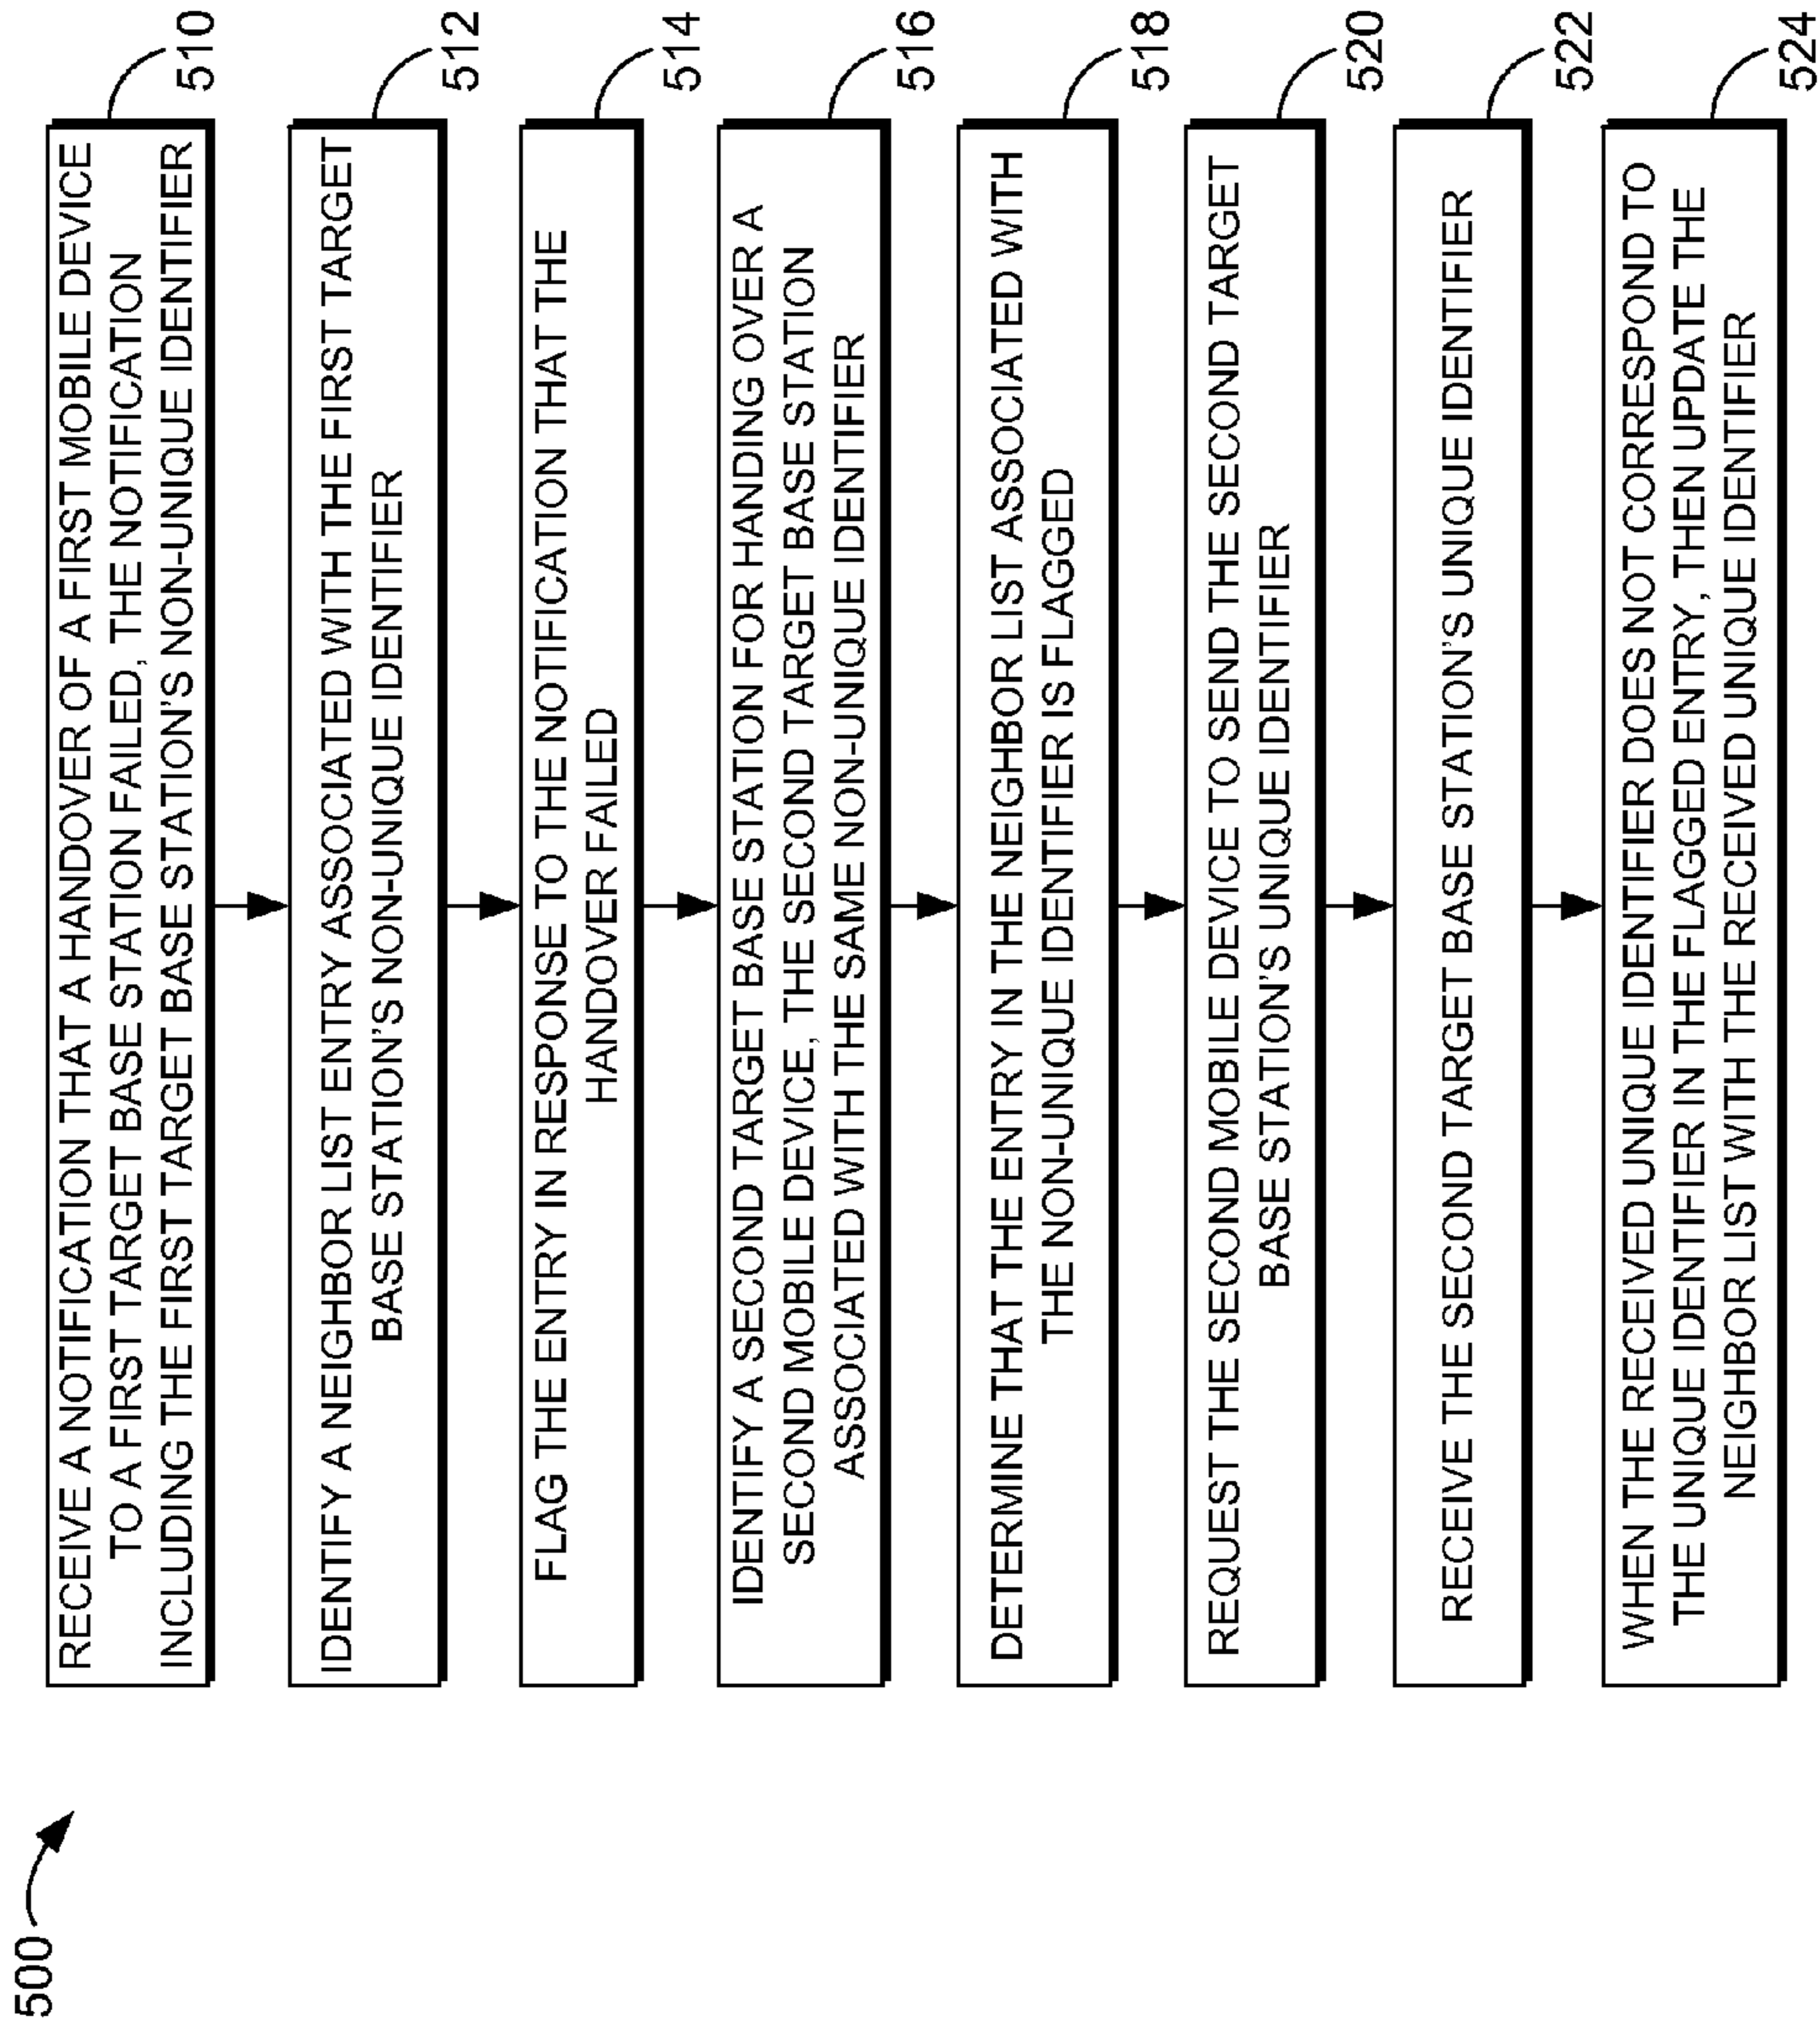 500
RECEIVE A NOTIFICATION THAT A HANDOVER OF A FIRST MOBILE DEVICE
TO A FIRST TARGET BASE STATION FAILED, THE NOTIFICATION
INCLUDING THE FIRST TARGET BASE STATION'S NON-UNIQUE IDENTIFIER
510
IDENTIFY A NEIGHBOR LIST ENTRY ASSOCIATED WITH THE FIRST TARGET
BASE STATION'S NON-UNIQUE IDENTIFIER
512
FLAG THE ENTRY IN RESPONSE TO THE NOTIFICATION THAT THE
HANDOVER FAILED
514
IDENTIFY A SECOND TARGET BASE STATION FOR HANDING OVER A
SECOND MOBILE DEVICE, THE SECOND TARGET BASE STATION
ASSOCIATED WITH THE SAME NON-UNIQUE IDENTIFIER
516
DETERMINE THAT THE ENTRY IN THE NEIGHBOR LIST ASSOCIATED WITH
THE NON-UNIQUE IDENTIFIER IS FLAGGED
518
REQUEST THE SECOND MOBILE DEVICE TO SEND THE SECOND TARGET
BASE STATION'S UNIQUE IDENTIFIER
520
RECEIVE THE SECOND TARGET BASE STATION'S UNIQUE IDENTIFIER
522
WHEN THE RECEIVED UNIQUE IDENTIFIER DOES NOT CORRESPOND TO
THE UNIQUE IDENTIFIER IN THE FLAGGED ENTRY, THEN UPDATE THE
NEIGHBOR LIST WITH THE RECEIVED UNIQUE IDENTIFIER
524